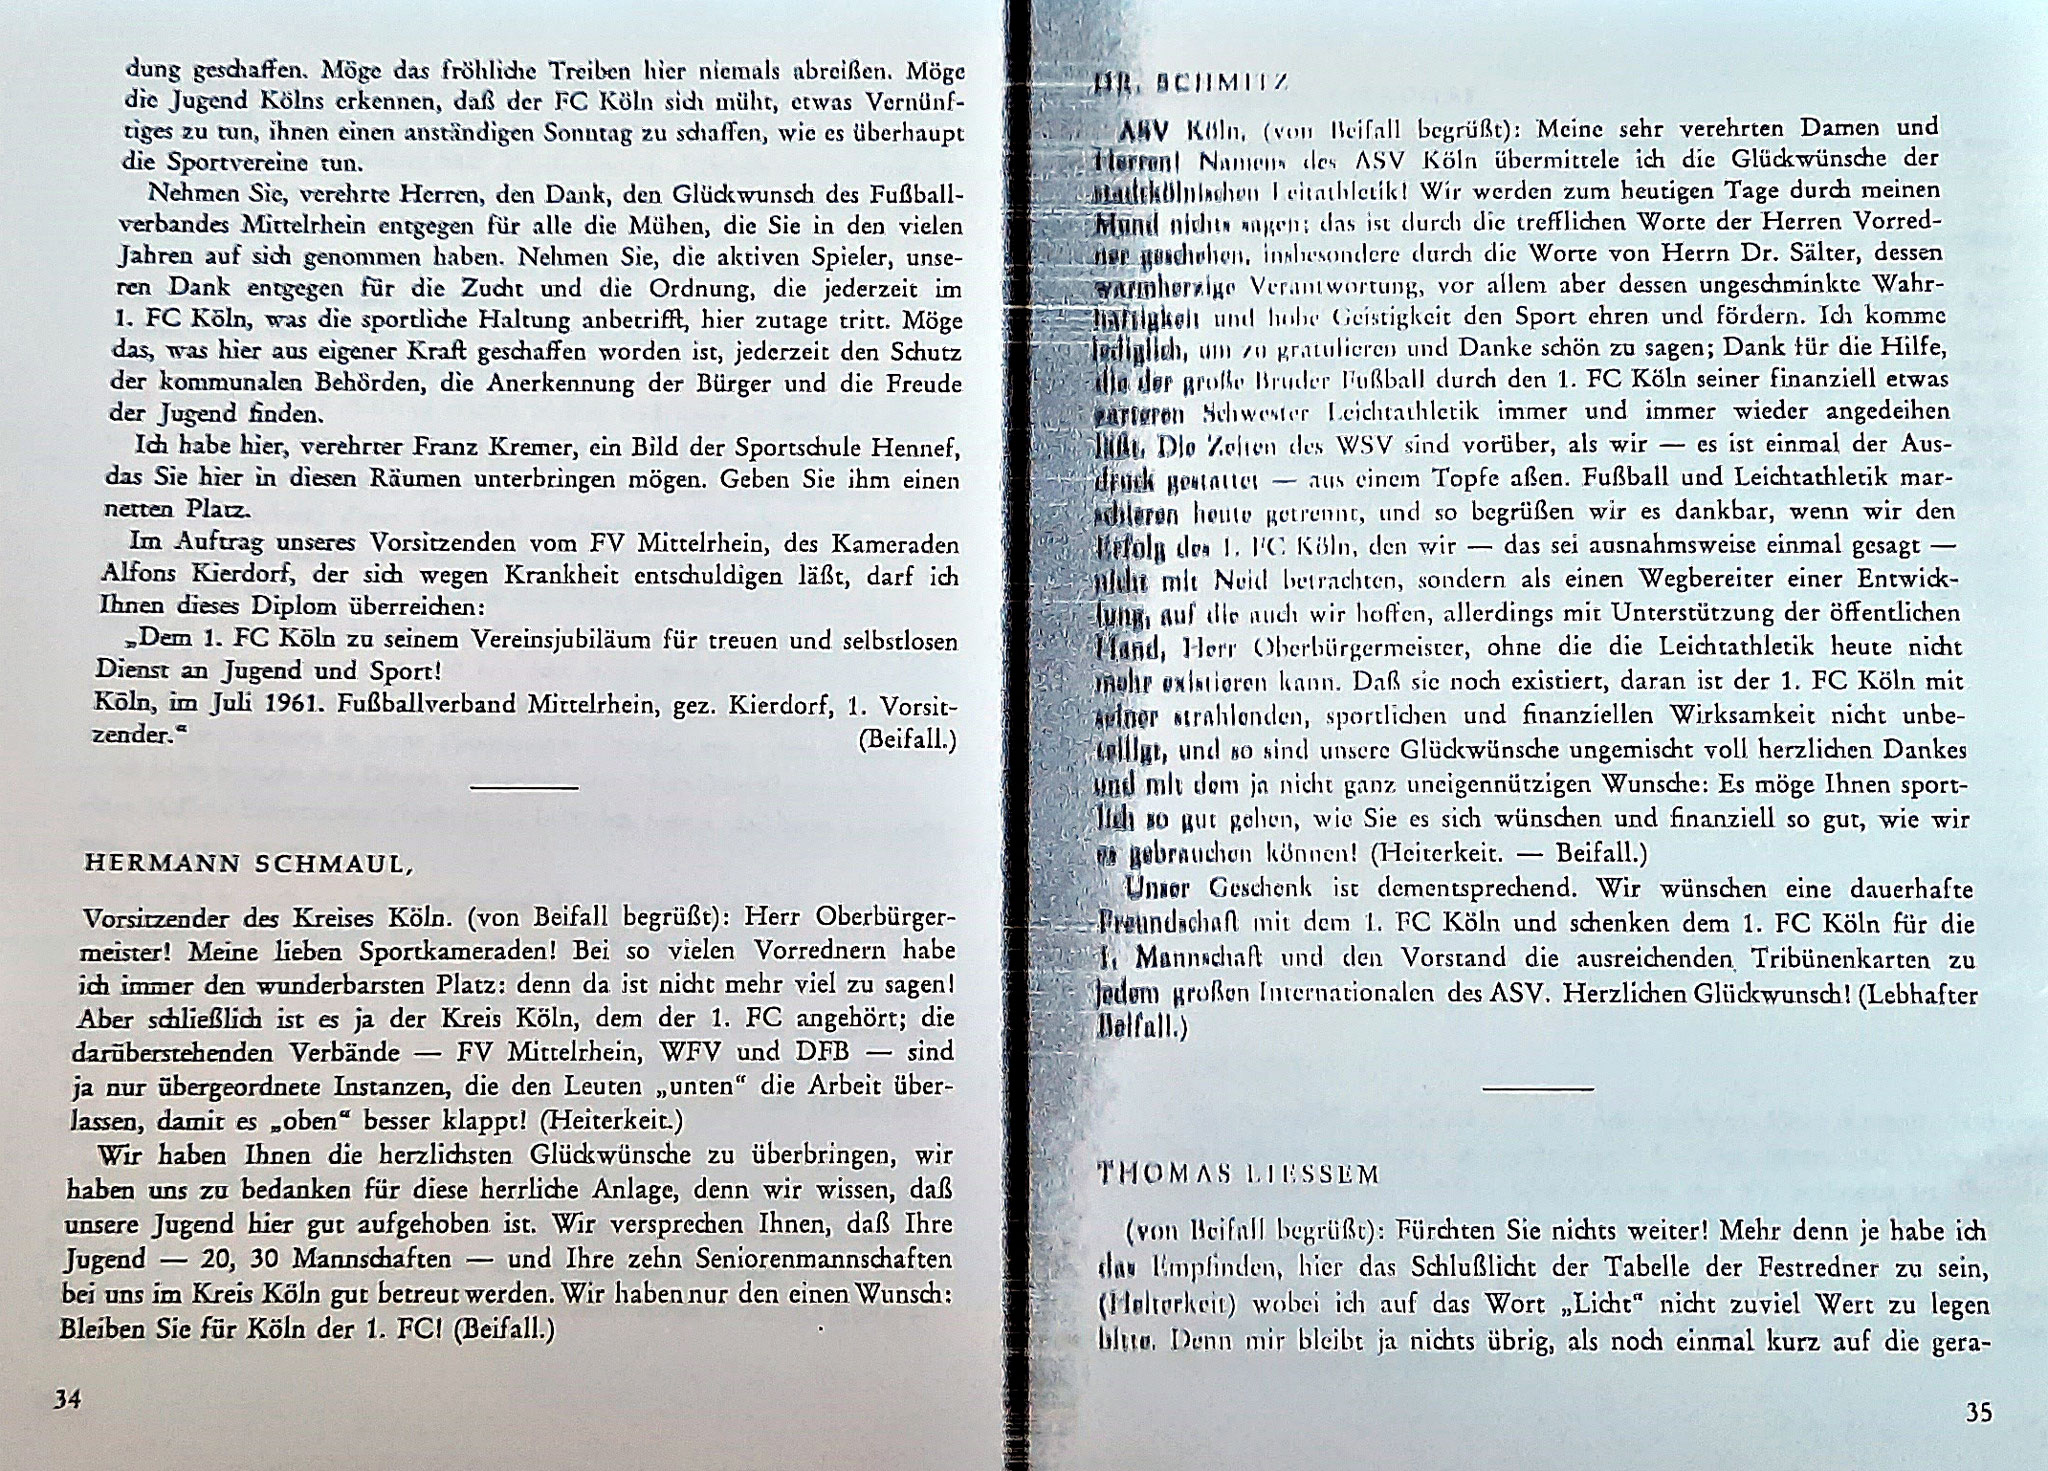 dung geschaffen. Möge das fröhliche Treiben hier niemals abreißen. Möge
die Jugend Kölns erkennen, daß der FC Köln sich müht, etwas Vernünf-
tiges zu tun, ihnen einen anständigen Sonntag zu schaffen, wie es überhaupt
die Sportvereine tun.
Nehmen Sie, verehrte Herren, den Dank, den Glückwunsch des Fußball-
verbandes Mittelrhein entgegen für alle die Mühen, die Sie in den vielen
Jahren auf sich genommen haben. Nehmen Sie, die aktiven Spieler, unse-
ren Dank entgegen für die Zucht und die Ordnung, die jederzeit im
1. FC Köln, was die sportliche Haltung anbetrifft, hier zutage tritt. Möge
das, was hier aus eigener Kraft geschaffen worden ist, jederzeit den Schutz
der kommunalen Behörden, die Anerkennung der Bürger und die Freude
der Jugend finden.
Ich habe hier, verehrter Franz Kremer, ein Bild der Sportschule Hennef,
das Sie hier in diesen Räumen unterbringen mögen. Geben Sie ihm einen
netten Platz.
Im Auftrag unseres Vorsitzenden vom FV Mittelrhein, des Kameraden
Alfons Kierdorf, der sich wegen Krankheit entschuldigen läßt, darf ich
Ihnen dieses Diplom überreichen:
„Dem 1. FC Köln zu seinem Vereinsjubiläum für treuen und selbstlosen
Dienst an Jugend und Sport!
Köln, im Juli 1961. Fußballverband Mittelrhein, gez. Kierdorf, 1. Vorsit-
zender.“ (Beifall.)
HERMANN SCHMAUL,
Vorsitzender des Kreises Köln. (von Beifall begrüßt): Herr Oberbürger-
meister! Meine lieben Sportkameraden! Bei so vielen Vorrednern habe
ich immer den wunderbarsten Platz: denn da ist nicht mehr viel zu sagen!
Aber schließlich ist es ja der Kreis Köln, dem der 1. FC angehört; die
darüberstehenden Verbände — FV Mittelrhein, WFV und DFB — sind
ja nur übergeordnete Instanzen, die den Leuten „unten“ die Arbeit über-
lassen, damit es „oben“ besser klappt! (Heiterkeit.)
Wir haben Ihnen die herzlichsten Glückwünsche zu überbringen, wir
haben uns zu bedanken für diese herrliche Anlage, denn wir wissen, daß
unsere Jugend hier gut aufgehoben ist. Wir versprechen Ihnen, daß Ihre
Jugend — 20, 30 Mannschaften — und Ihre zehn Seniorenmannschaften
bei uns im Kreis Köln gut betreut werden. Wir haben nur den einen Wunsch:
Bleiben Sie für Köln der 1. FC! (Beifall.)
34
DR. SCHMITZ
ASV Köln, (von Beifall begrüßt): Meine sehr verehrten Damen und
Herren! Namens des ASV Köln übermittele ich die Glückwünsche der
stadtkölnischen Leitathletik! Wir werden zum heutigen Tage durch meinen
Mund nichts sagen; das ist durch die trefflichen Worte der Herren Vorred-
ner geschehen, insbesondere durch die Worte von Herrn Dr. Sälter, dessen
warmherzige Verantwortung, vor allem aber dessen ungeschminkte Wahr-
haftigkeit und hohe Geistigkeit den Sport ehren und fördern. Ich komme
lediglich, um zu gratulieren und Danke schön zu sagen; Dank für die Hilfe,
die der große Bruder Fußball durch den 1. FC Köln seiner finanziell etwas
zarteren Schwester Leichtathletik immer und immer wieder angedeihen
läßt. Die Zeiten des WSV sind vorüber, als wir — es ist einmal der Aus-
druck gestattet — aus einem Topfe aßen. Fußball und Leichtathletik mar-
schieren heute getrennt, und so begrüßen wir es dankbar, wenn wir den
Erfolg des 1. FC Köln, den wir — das sei ausnahmsweise einmal gesagt —
nicht mit Neid betrachten, sondern als einen Wegbereiter einer Entwick-
lung, auf die auch wir hoffen, allerdings mit Unterstützung der öffentlichen
Hand, Herr Oberbürgermeister, ohne die die Leichtathletik heute nicht
mehr existieren kann. Daß sie noch existiert, daran ist der 1. FC Köln mit
seiner strahlenden, sportlichen und finanziellen Wirksamkeit nicht unbe-
teiligt, und so sind unsere Glückwünsche ungemischt voll herzlichen Dankes
und mit dem ja nicht ganz uneigennützigen Wunsche: Es möge Ihnen sport-
lich so gut gehen, wie Sie es sich wünschen und finanziell so gut, wie wir
es gebrauchen können! (Heiterkeit. — Beifall.)
Unser Geschenk ist dementsprechend. Wir wünschen eine dauerhafte
Freundschaft mit dem 1. FC Köln und schenken dem 1. FC Köln für die
1. Mannschaft und den Vorstand die ausreichenden Tribünenkarten zu
jedem großen Internationalen des ASV. Herzlichen Glückwunsch! (Lebhafter
Beifall.)
THOMAS LIESSEM
(von Beifall begrüßt): Fürchten Sie nichts weiter! Mehr denn je habe ich
das Empfinden, hier das Schlußlicht der Tabelle der Festredner zu sein,
(Heiterkeit) wobei ich auf das Wort „Licht“ nicht zuviel Wert zu legen
bitte. Denn mir bleibt ja nichts übrig, als noch einmal kurz auf die gera-
35